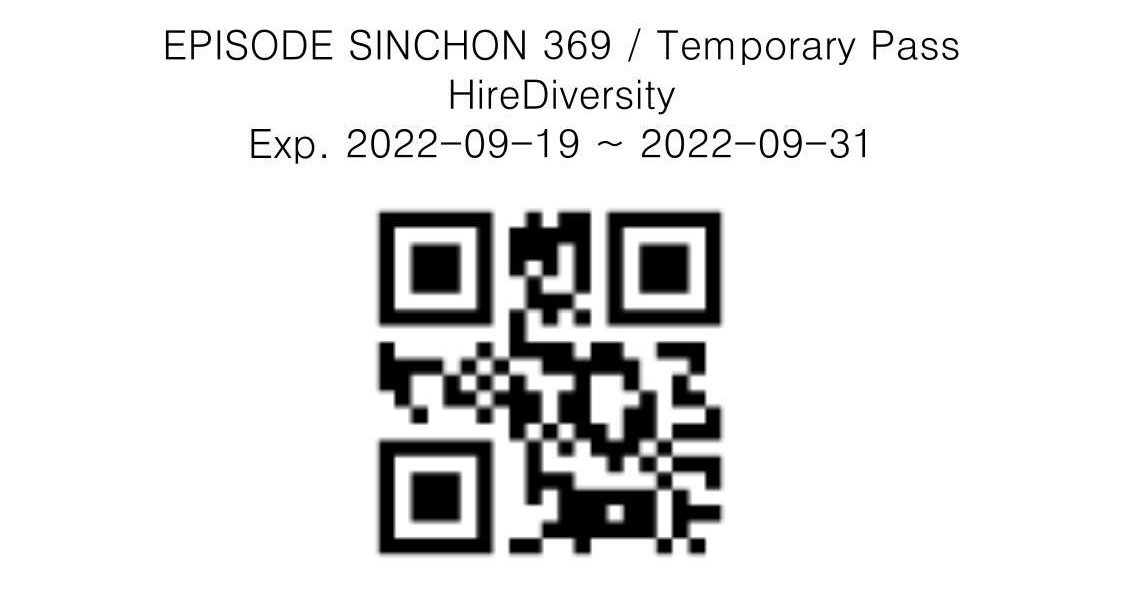 EPISODE SINCHON 369 / Temporary Pass
HireDiversity
Exp. 2022-09-19 ~ 2022-09-31